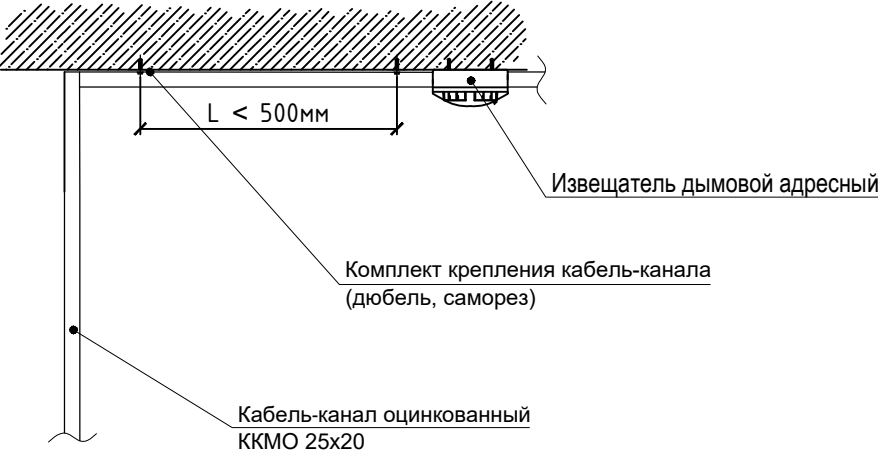 L < 500мм
Извещатель дымовой адресный
Комплект крепления кабель-канала
(дюбель, саморез)
Кабель-канал оцинкованный
ККМО 25х20